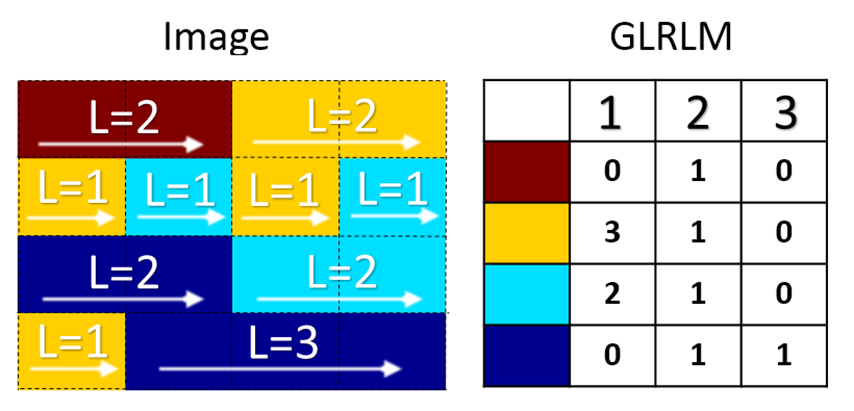 Image
GLRLM
L=2 L=2
L=1 L=1 L=1 L=1
L=2 L=2
L=1 L=3
1 2 3
0 1 0
3 1 0
2 1 0
0 1 1